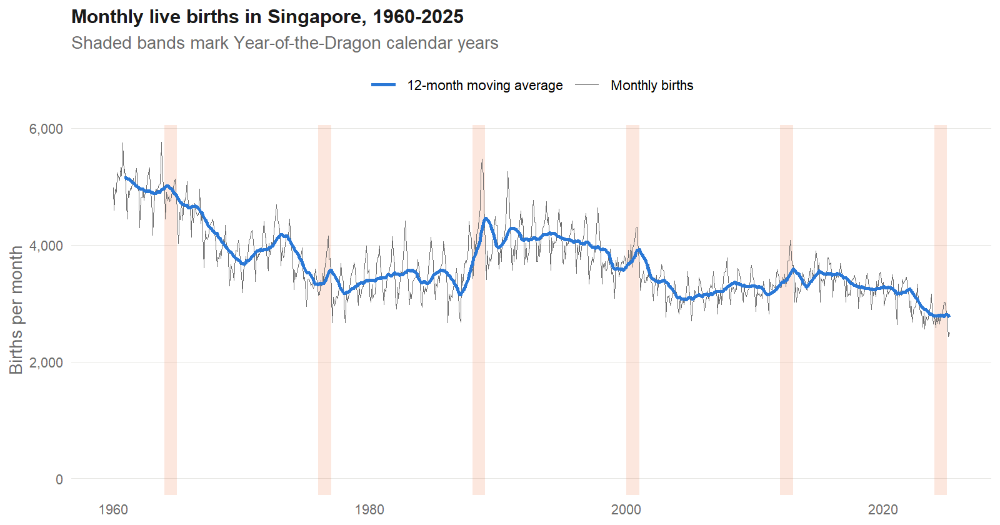 Monthly live births in Singapore, 1960-2025
Shaded bands mark Year-of-the-Dragon calendar years
12-month moving average
Monthly births
Births per month
6,000
4,000
2,000
0
1960
1980
2000
2020